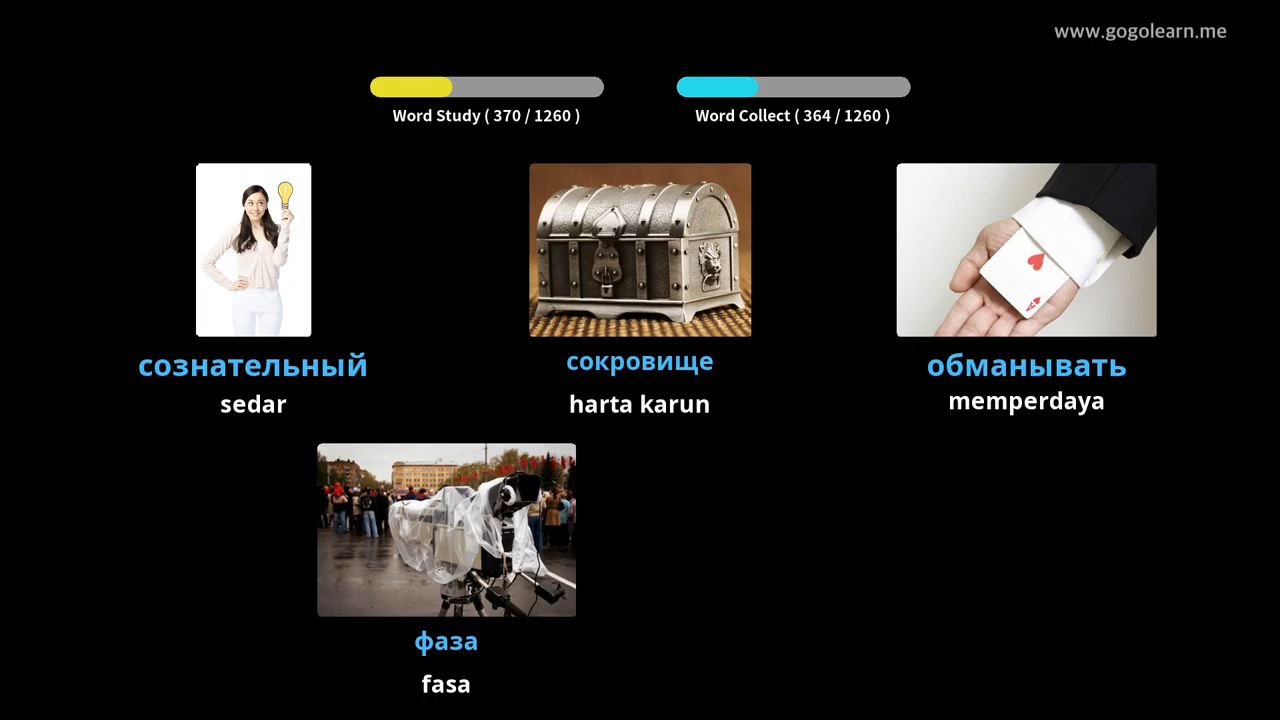 www.gogolearn.me
Word Study ( 370 / 1260 )
Word Collect ( 364 / 1260 )
сознательный
sedar
сокровище
harta karun
обманывать
memperdaya
фаза
fasa